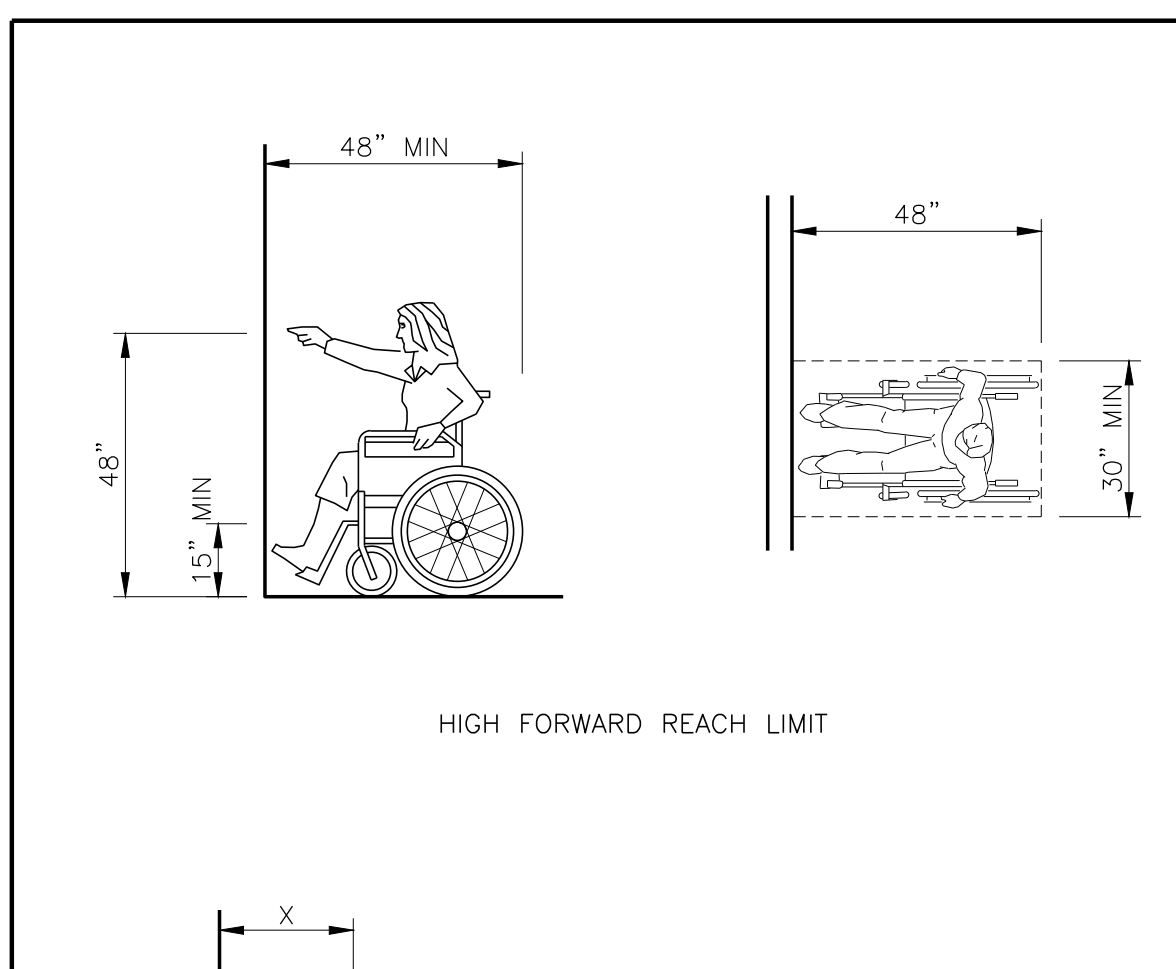 48” MIN
48”
48”
15” MIN
30” MIN
HIGH FORWARD REACH LIMIT
X